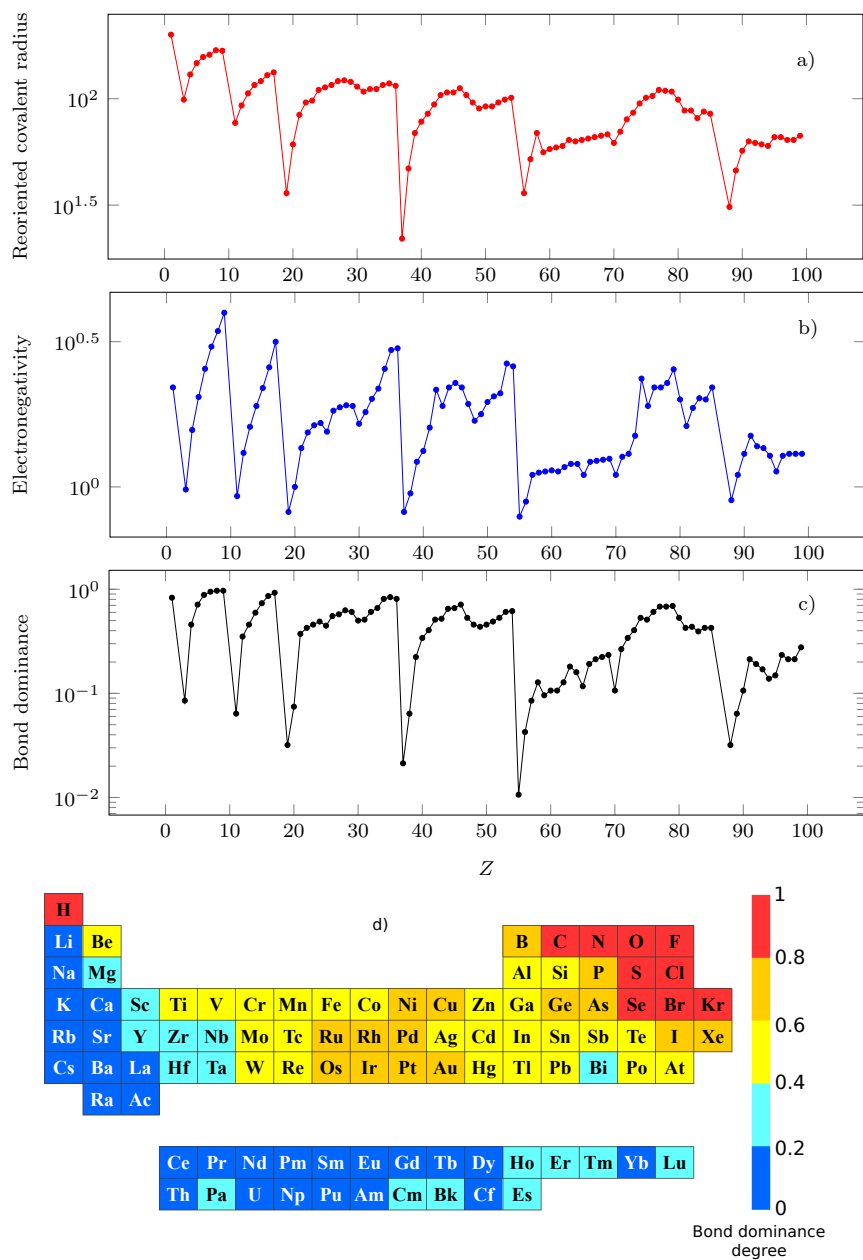 Reoriented covalent radius
a)
10^2
10^1.5
0 10 20 30 40 50 60 70 80 90 100
Electronegativity
b)
10^0.5
10^0
0 10 20 30 40 50 60 70 80 90 100
Bond dominance
c)
10^0
10^−1
10^−2
0 10 20 30 40 50 60 70 80 90 100
Z
d)
H
Li Be B C N O F
Na Mg Al Si P S Cl
K Ca Sc Ti V Cr Mn Fe Co Ni Cu Zn Ga Ge As Se Br Kr
Rb Sr Y Zr Nb Mo Tc Ru Rh Pd Ag Cd In Sn Sb Te I Xe
Cs Ba La Hf Ta W Re Os Ir Pt Au Hg Tl Pb Bi Po At
Ra Ac
Ce Pr Nd Pm Sm Eu Gd Tb Dy Ho Er Tm Yb Lu
Th Pa U Np Pu Am Cm Bk Cf Es
1
0.8
0.6
0.4
0.2
0
Bond dominance
degree